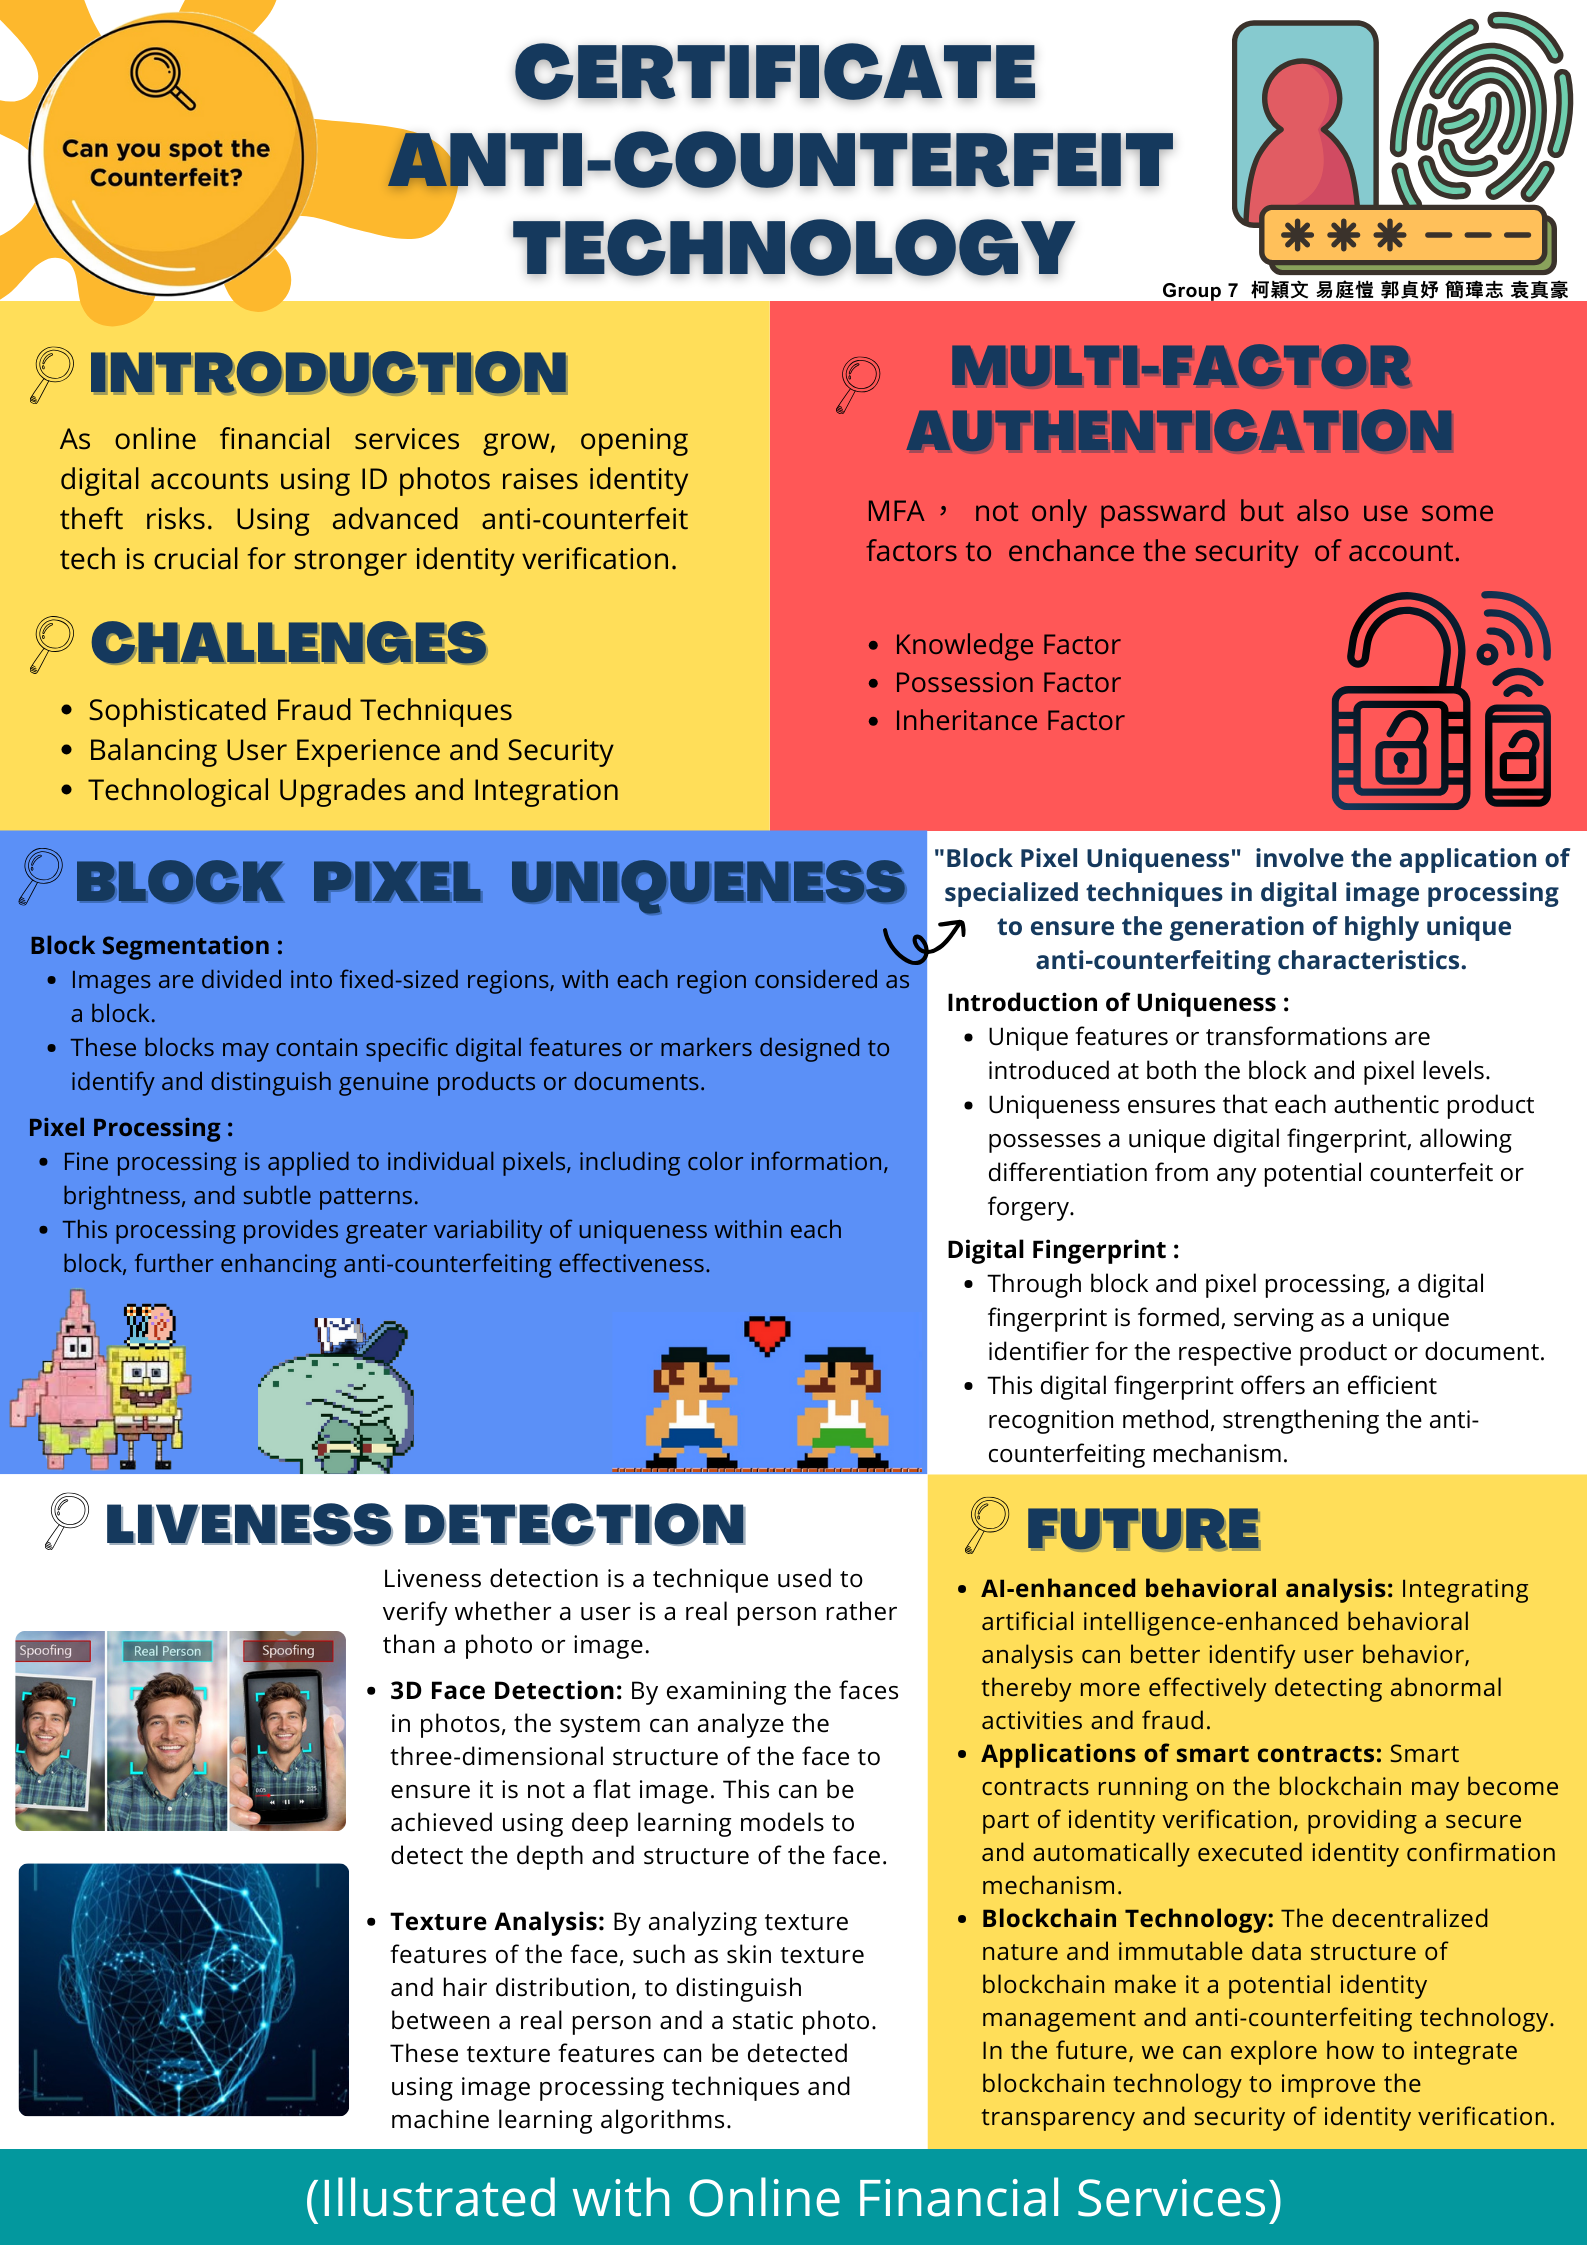 Can you spot the
Counterfeit?
CERTIFICATE
ANTI-COUNTERFEIT
TECHNOLOGY
*** ---
Group 7 柯穎文 易庭愷 郭貞妤 簡瑋志 袁真豪
INTRODUCTION
As online financial services grow, opening
digital accounts using ID photos raises identity
theft risks. Using advanced anti-counterfeit
tech is crucial for stronger identity verification.
CHALLENGES
• Sophisticated Fraud Techniques
• Balancing User Experience and Security
• Technological Upgrades and Integration
MULTI-FACTOR
AUTHENTICATION
MFA， not only passward but also use some
factors to enchance the security of account.
• Knowledge Factor
• Possession Factor
• Inheritance Factor
BLOCK PIXEL UNIQUENESS
Block Segmentation :
• Images are divided into fixed-sized regions, with each region considered as
a block.
• These blocks may contain specific digital features or markers designed to
identify and distinguish genuine products or documents.
Pixel Processing :
• Fine processing is applied to individual pixels, including color information,
brightness, and subtle patterns.
• This processing provides greater variability of uniqueness within each
block, further enhancing anti-counterfeiting effectiveness.
"Block Pixel Uniqueness" involve the application of
specialized techniques in digital image processing
to ensure the generation of highly unique
anti-counterfeiting characteristics.
Introduction of Uniqueness :
• Unique features or transformations are
introduced at both the block and pixel levels.
• Uniqueness ensures that each authentic product
possesses a unique digital fingerprint, allowing
differentiation from any potential counterfeit or
forgery.
Digital Fingerprint :
• Through block and pixel processing, a digital
fingerprint is formed, serving as a unique
identifier for the respective product or document.
• This digital fingerprint offers an efficient
recognition method, strengthening the anti-
counterfeiting mechanism.
LIVENESS DETECTION
Liveness detection is a technique used to
verify whether a user is a real person rather
than a photo or image.
Spoofing
Real Person
Spoofing
0:05
2:25
• 3D Face Detection: By examining the faces
in photos, the system can analyze the
three-dimensional structure of the face to
ensure it is not a flat image. This can be
achieved using deep learning models to
detect the depth and structure of the face.
• Texture Analysis: By analyzing texture
features of the face, such as skin texture
and hair distribution, to distinguish
between a real person and a static photo.
These texture features can be detected
using image processing techniques and
machine learning algorithms.
FUTURE
• AI-enhanced behavioral analysis: Integrating
artificial intelligence-enhanced behavioral
analysis can better identify user behavior,
thereby more effectively detecting abnormal
activities and fraud.
• Applications of smart contracts: Smart
contracts running on the blockchain may become
part of identity verification, providing a secure
and automatically executed identity confirmation
mechanism.
• Blockchain Technology: The decentralized
nature and immutable data structure of
blockchain make it a potential identity
management and anti-counterfeiting technology.
In the future, we can explore how to integrate
blockchain technology to improve the
transparency and security of identity verification.
(Illustrated with Online Financial Services)